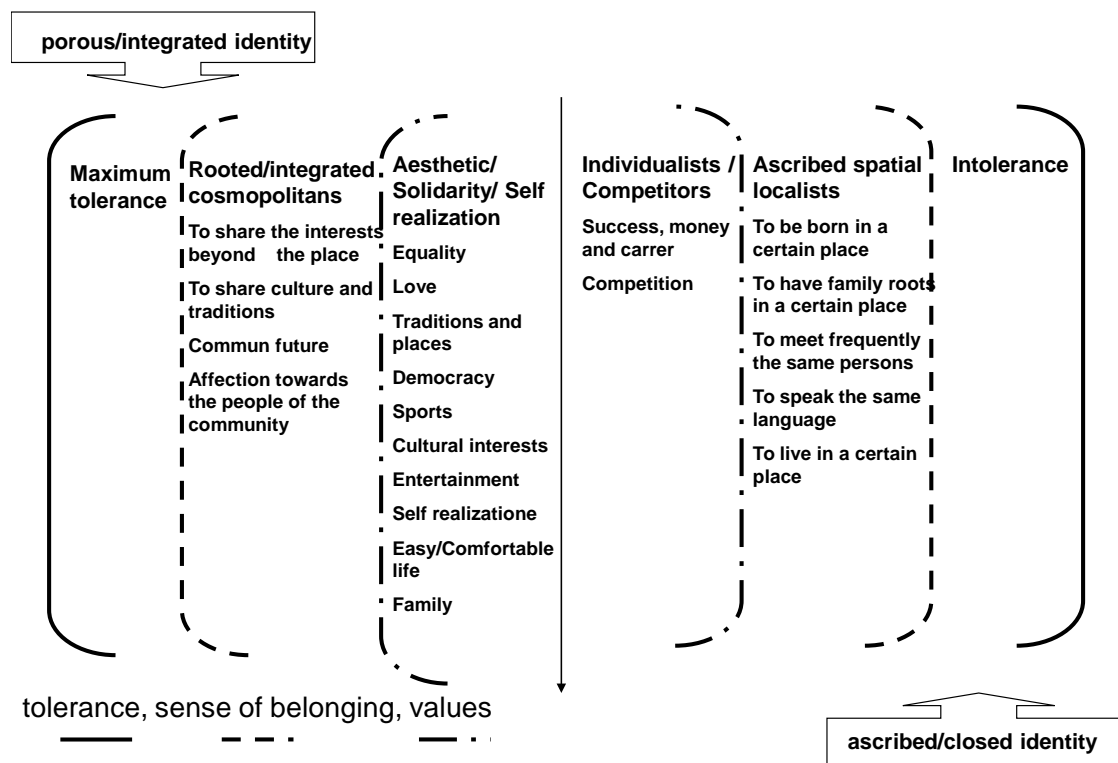 porous/integrated identity
Maximum
tolerance
Rooted/integrated
cosmopolitans
To share the interests
beyond the place
To share culture and
traditions
Commun future
Affection towards
the people of the
community
Aesthetic/
Solidarity/ Self
realization
Equality
Love
Traditions and
places
Democracy
Sports
Cultural interests
Entertainment
Self realizatione
Easy/Comfortable
life
Family
Individualists /
Competitors
Success, money
and carrer
Competition
Ascribed spatial
localists
To be born in a
certain place
To have family roots
in a certain place
To meet frequently
the same persons
To speak the same
language
To live in a certain
place
Intolerance
tolerance, sense of belonging, values
ascribed/closed identity